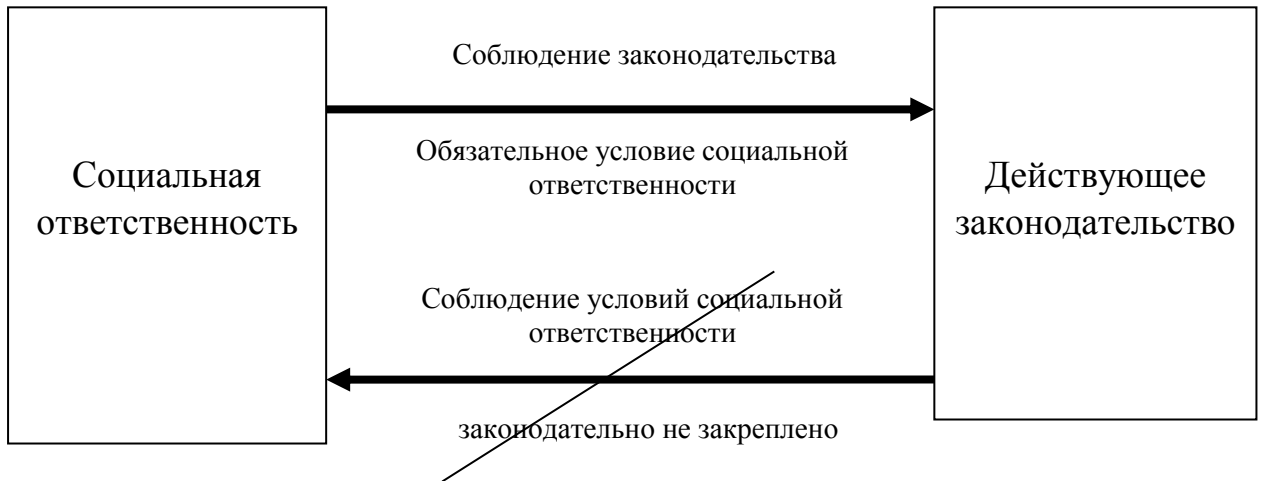 Соблюдение законодательства
Обязательное условие социальной
ответственности
Социальная
ответственность
Действующее
законодательство
Соблюдение условий социальной
ответственности
законодательно не закреплено